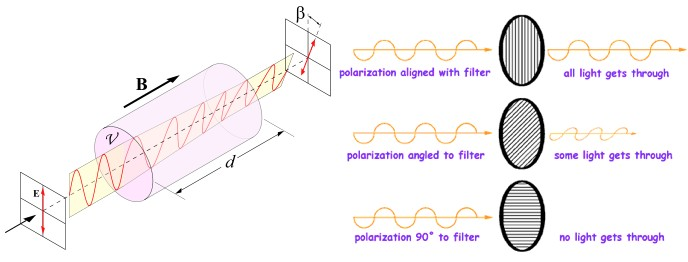 β
B
𝒱
d
E
polarization aligned with filter
all light gets through
polarization angled to filter
some light gets through
polarization 90° to filter
no light gets through